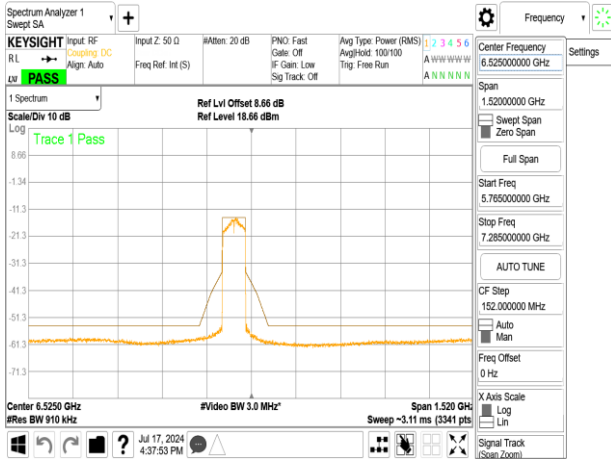 Spectrum Analyzer 1
Swept SA
Frequency
KEYSIGHT
RL
LXI
PASS
Input: RF
Coupling: DC
Align: Auto
Input Z: 50 Ω
Freq Ref: Int (S)
#Atten: 20 dB
PNO: Fast
Gate: Off
IF Gain: Low
Sig Track: Off
Avg Type: Power (RMS)
Avg|Hold: 100/100
Trig: Free Run
1 2 3 4 5 6
A W W W W W
A N N N N N
1 Spectrum
Scale/Div 10 dB
Ref Lvl Offset 8.66 dB
Ref Level 18.66 dBm
Log
Trace 1 Pass
8.66
-1.34
-11.3
-21.3
-31.3
-41.3
-51.3
-61.3
-71.3
Center 6.5250 GHz
#Res BW 910 kHz
#Video BW 3.0 MHz*
Span 1.520 GHz
Sweep ~3.11 ms (3341 pts
Jul 17, 2024
4:37:53 PM
Center Frequency
6.525000000 GHz
Settings
Span
1.52000000 GHz
Swept Span
Zero Span
Full Span
Start Freq
5.765000000 GHz
Stop Freq
7.285000000 GHz
AUTO TUNE
CF Step
152.000000 MHz
Auto
Man
Freq Offset
0 Hz
X Axis Scale
Log
Lin
Signal Track
(Span Zoom)